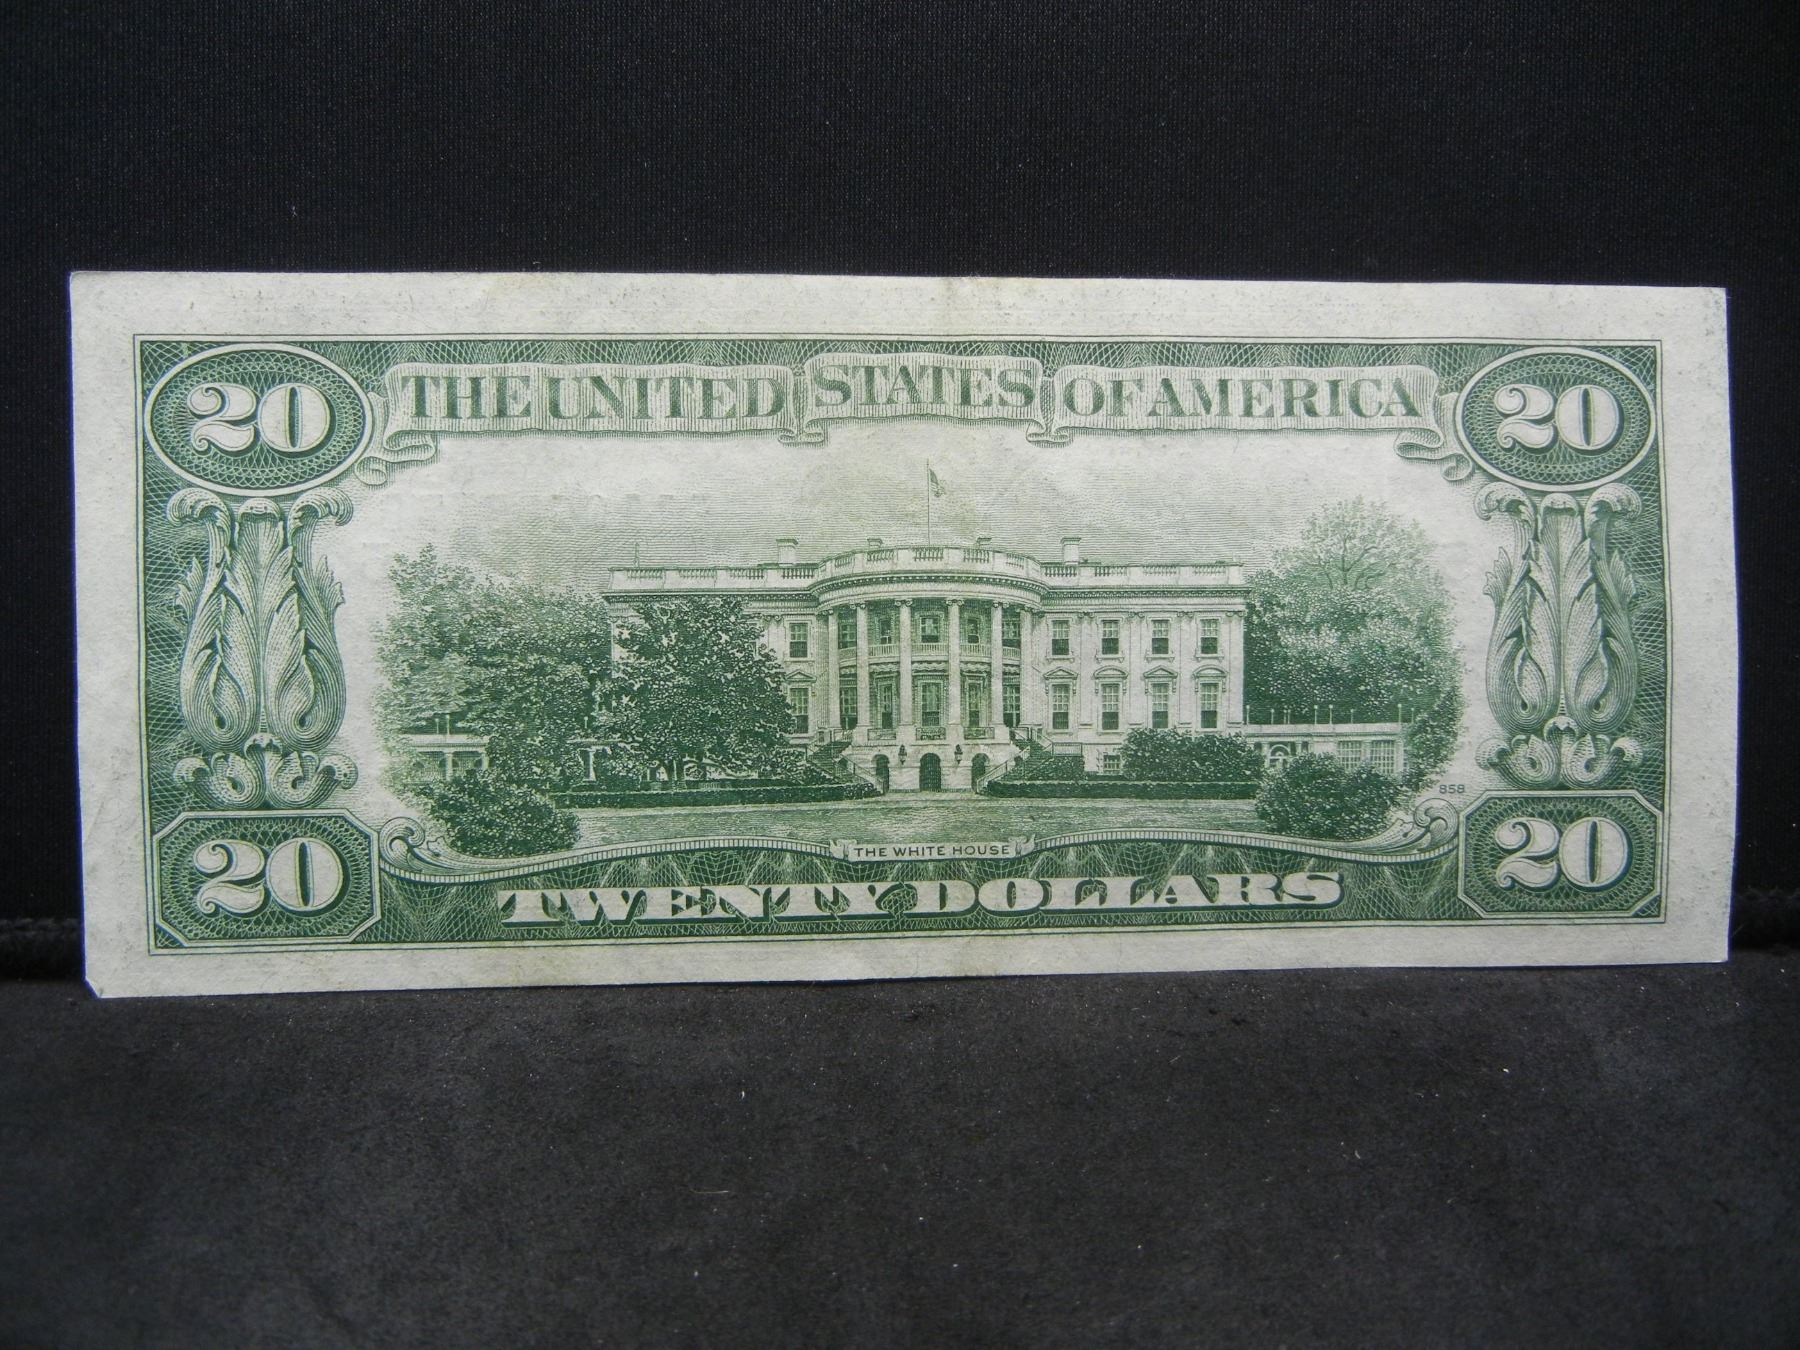 20 THE UNITED STATES OF AMERICA 20
858
THE WHITE HOUSE
20 TWENTY DOLLARS 20